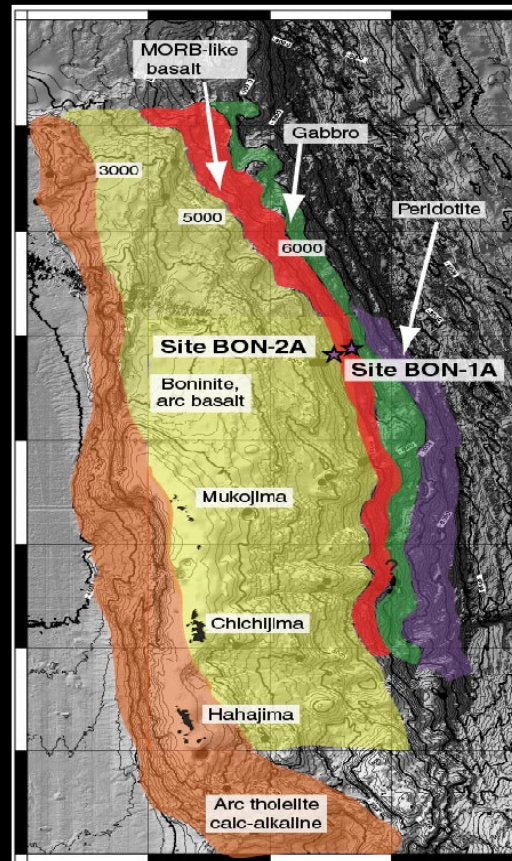 MORB-like
basalt
Gabbro
3000
Peridotite
5000
6000
Site BON-2A
Site BON-1A
Boninite,
arc basalt
Mukojima
?
Chichijima
Hahajima
Arc tholeiite
calc-alkaline